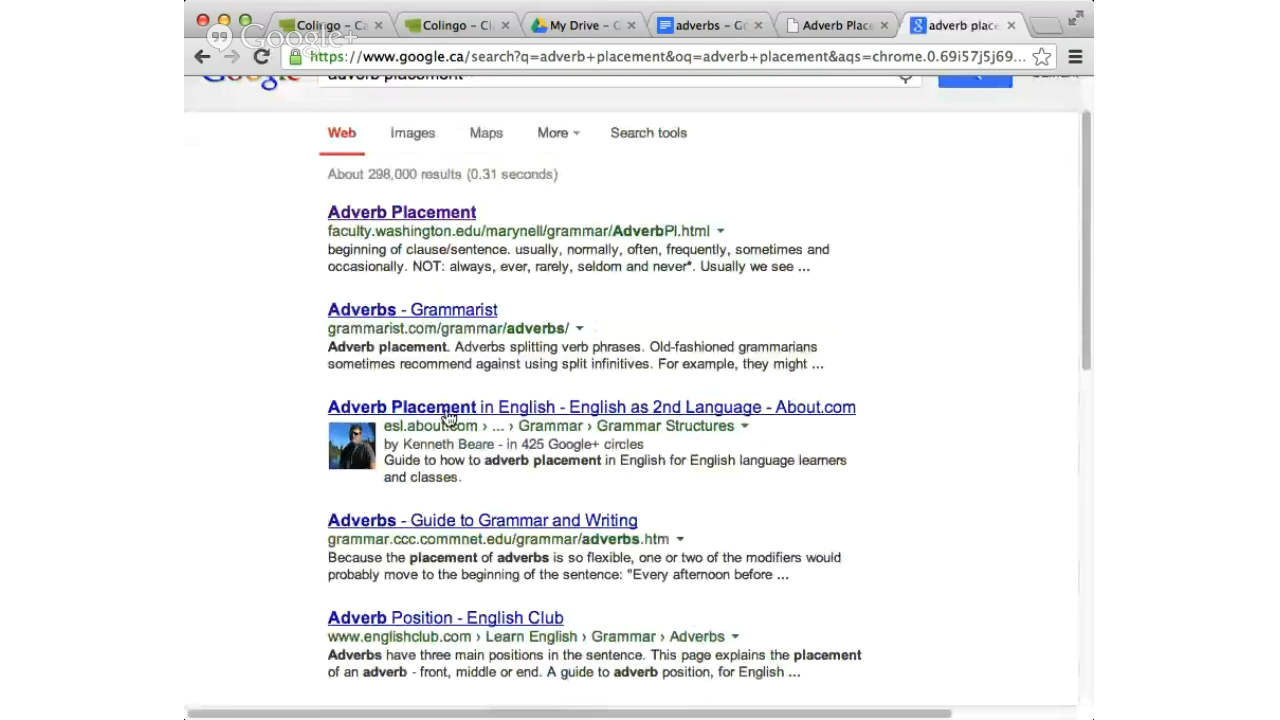 Colingo – Ca
Colingo – Cl
My Drive – G
adverbs – Go
Adverb Place
adverb place
Google+
https://www.google.ca/search?q=adverb+placement&oq=adverb+placement&aqs=chrome.0.69i57j5j69...
Google
adverb placement
Web
Images
Maps
More
Search tools
About 298,000 results (0.31 seconds)
Adverb Placement
faculty.washington.edu/marynell/grammar/AdverbPl.html
beginning of clause/sentence. usually, normally, often, frequently, sometimes and
occasionally. NOT: always, ever, rarely, seldom and never*. Usually we see ...
Adverbs - Grammarist
grammarist.com/grammar/adverbs/
Adverb placement. Adverbs splitting verb phrases. Old-fashioned grammarians
sometimes recommend against using split infinitives. For example, they might ...
Adverb Placement in English - English as 2nd Language - About.com
esl.about.com › ... › Grammar › Grammar Structures
by Kenneth Beare - in 425 Google+ circles
Guide to how to adverb placement in English for English language learners
and classes.
Adverbs - Guide to Grammar and Writing
grammar.ccc.commnet.edu/grammar/adverbs.htm
Because the placement of adverbs is so flexible, one or two of the modifiers would
probably move to the beginning of the sentence: "Every afternoon before ...
Adverb Position - English Club
www.englishclub.com › Learn English › Grammar › Adverbs
Adverbs have three main positions in the sentence. This page explains the placement
of an adverb - front, middle or end. A guide to adverb position, for English ...